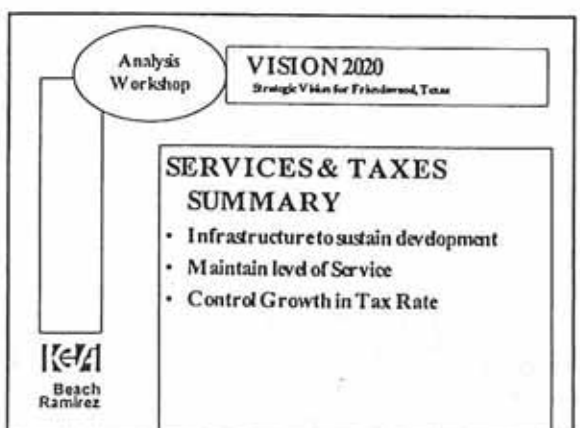 Analysis
Workshop
VISION 2020
Strategic Vision for Friendswood, Texas
SERVICES & TAXES
SUMMARY
• Infrastructure to sustain development
• Maintain level of Service
• Control Growth in Tax Rate
Beach
Ramirez